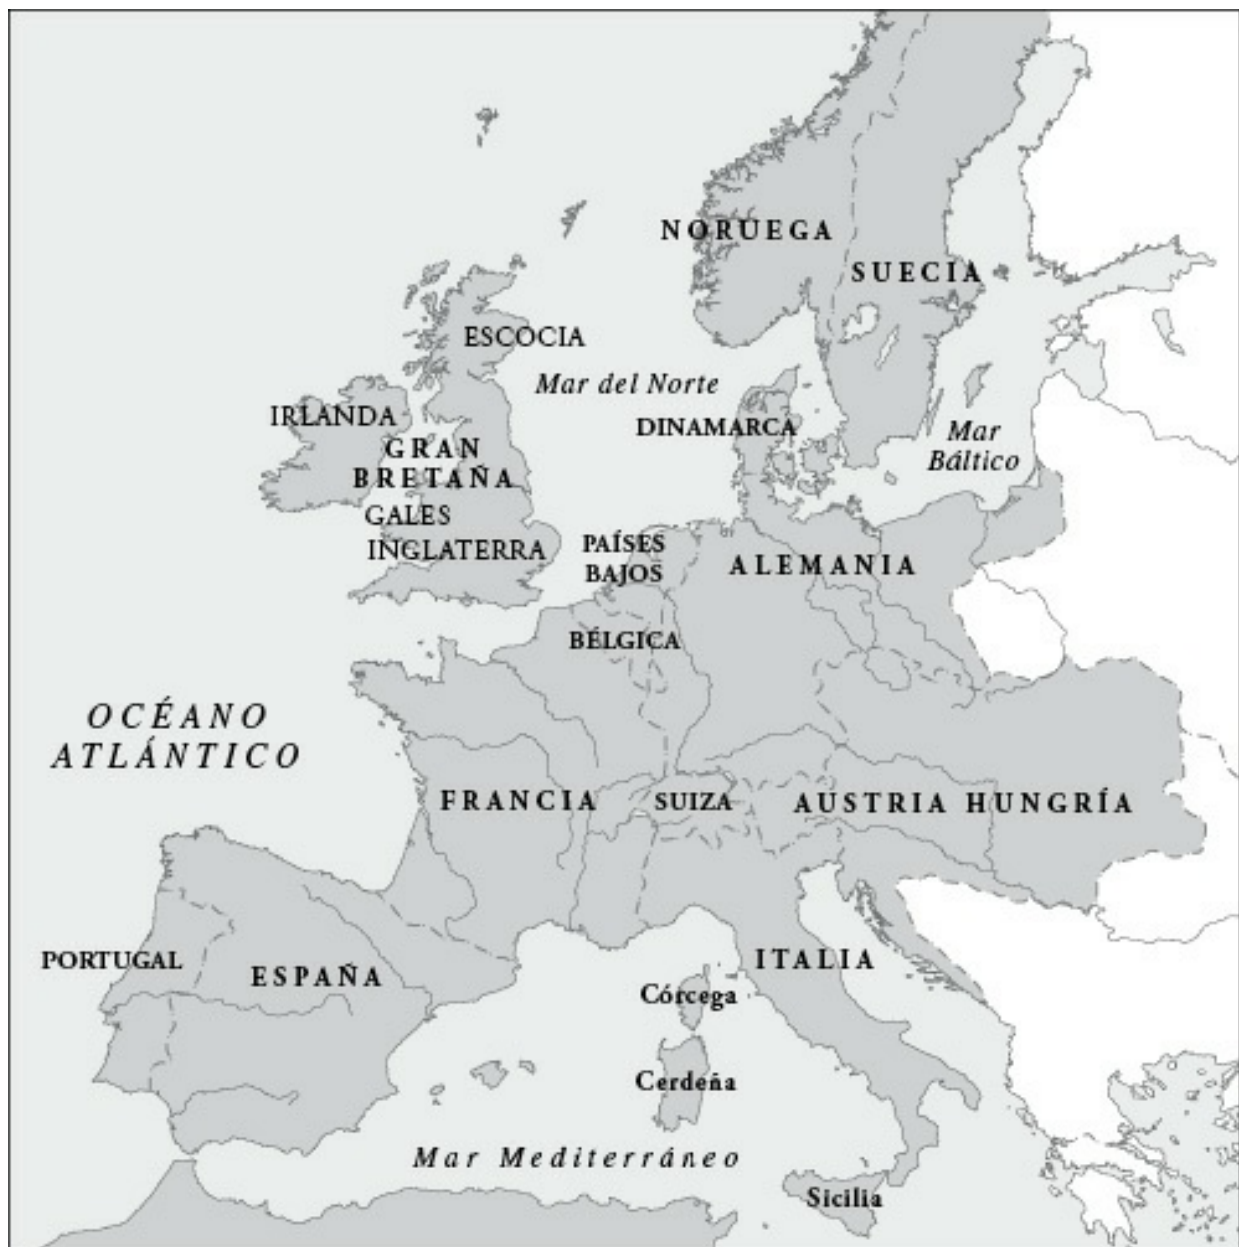 NORUEGA
SUECIA
ESCOCIA
Mar del Norte
IRLANDA
DINAMARCA
GRAN
BRETAÑA
Mar
Báltico
GALES
INGLATERRA
PAÍSES
BAJOS
ALEMANIA
BÉLGICA
OCÉANO
ATLÁNTICO
FRANCIA
SUIZA
AUSTRIA HUNGRÍA
PORTUGAL
ESPAÑA
ITALIA
Córcega
Cerdeña
Mar Mediterráneo
Sicilia